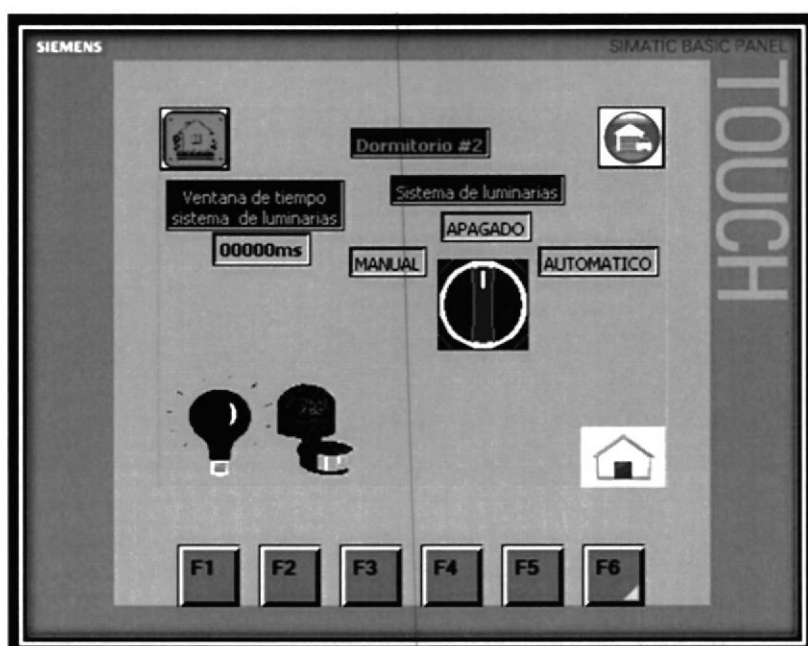 SIEMENS
SIMATIC BASIC PANEL
TOUCH
Dormitorio #2
Ventana de tiempo
sistema de luminarias
00000ms
Sistema de luminarias
APAGADO
MANUAL
AUTOMATICO
F1
F2
F3
F4
F5
F6